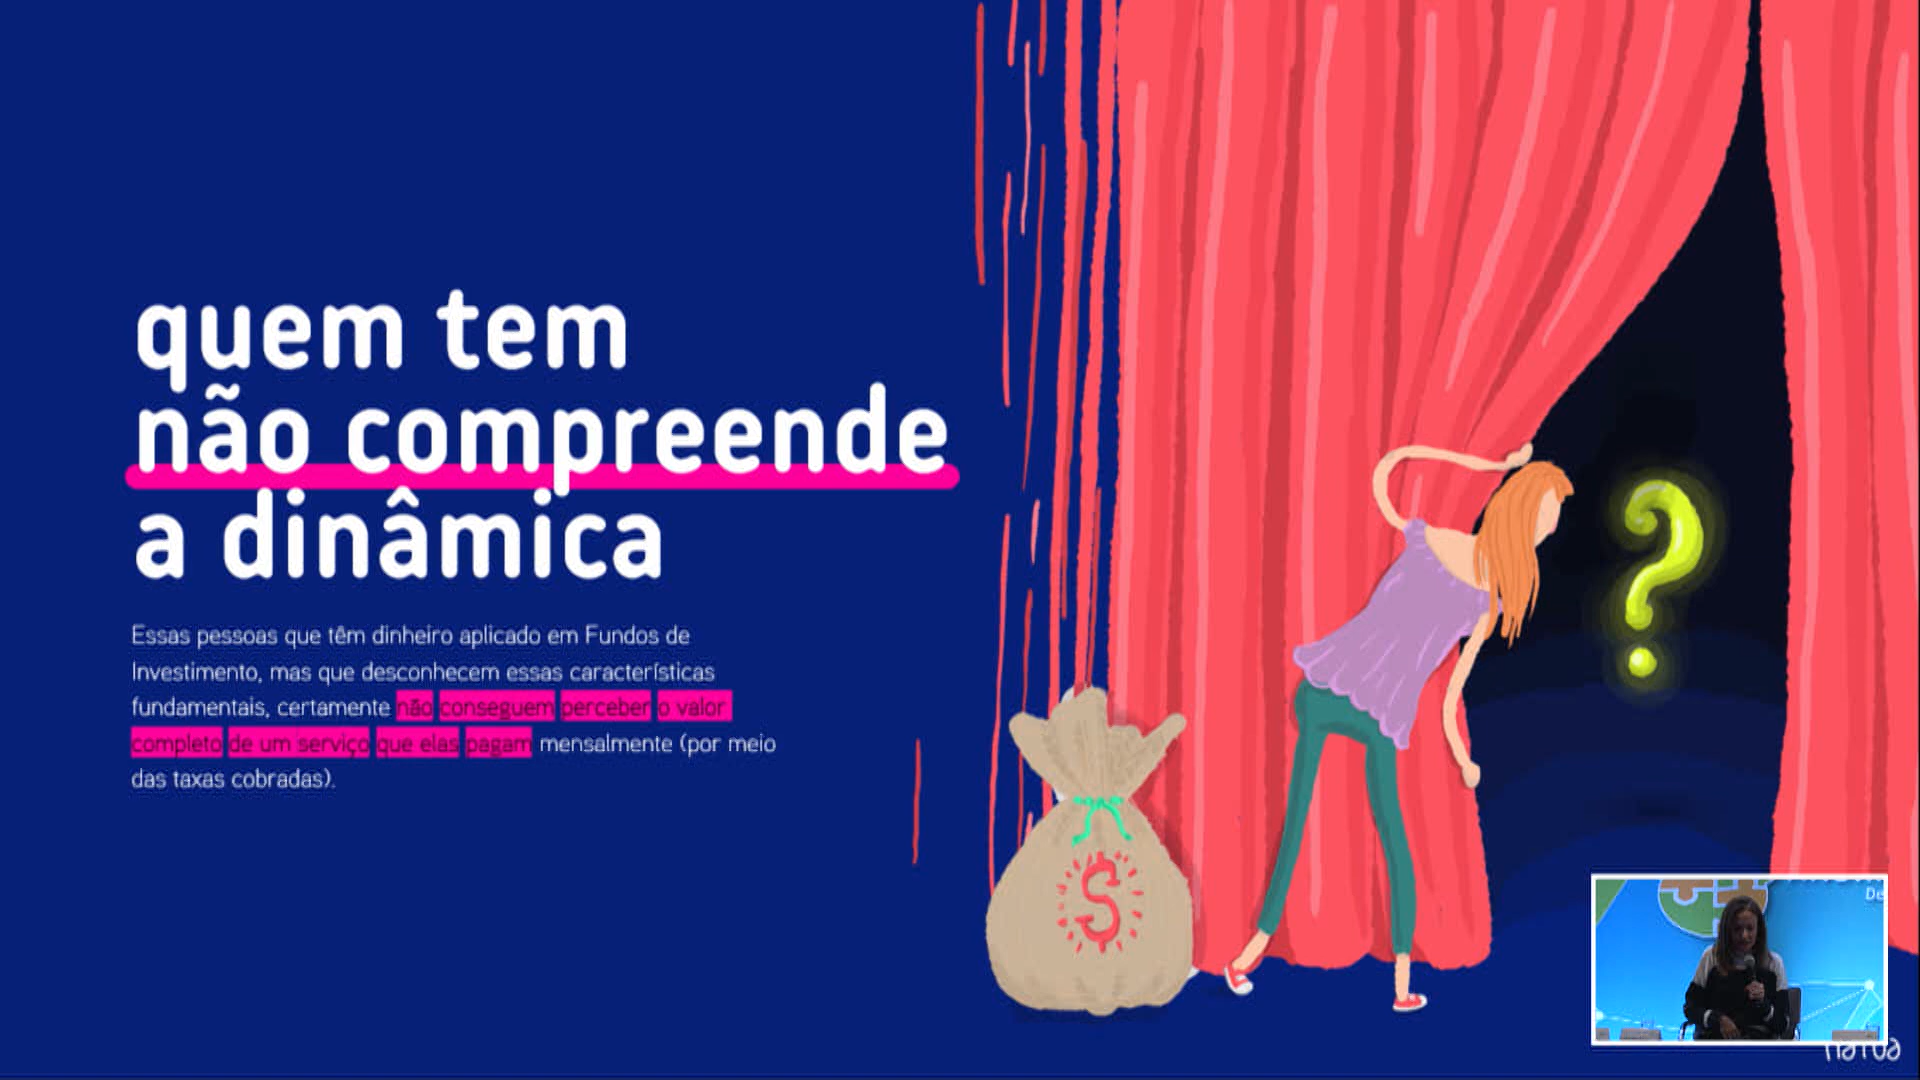 quem tem
não compreende
a dinâmica
Essas pessoas que têm dinheiro aplicado em Fundos de
Investimento, mas que desconhecem essas características
fundamentais, certamente não conseguem perceber o valor
completo de um serviço que elas pagam mensalmente (por meio
das taxas cobradas).
$
De